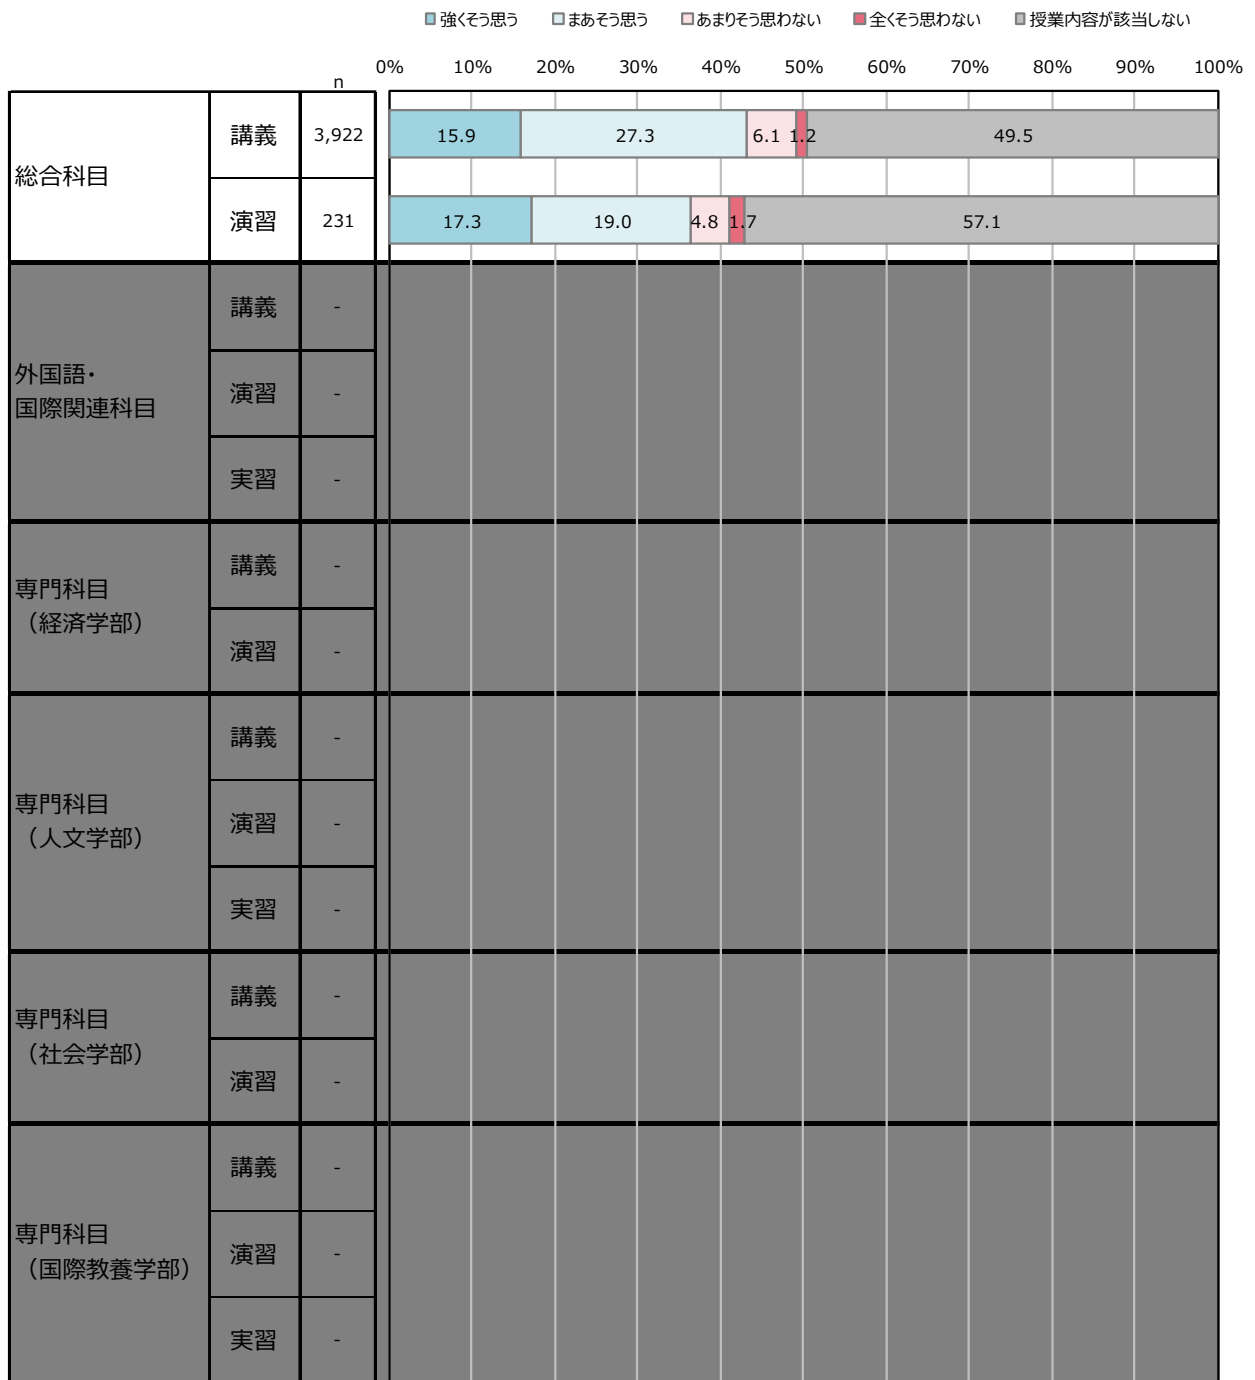 強くそう思う まあそう思う あまりそう思わない 全くそう思わない 授業内容が該当しない
n 0% 10% 20% 30% 40% 50% 60% 70% 80% 90% 100%
総合科目
講義 3,922 15.9 27.3 6.1 1.2 49.5
演習 231 17.3 19.0 4.8 1.7 57.1
外国語・
国際関連科目
講義 -
演習 -
実習 -
専門科目
（経済学部）
講義 -
演習 -
専門科目
（人文学部）
講義 -
演習 -
実習 -
専門科目
（社会学部）
講義 -
演習 -
専門科目
（国際教養学部）
講義 -
演習 -
実習 -